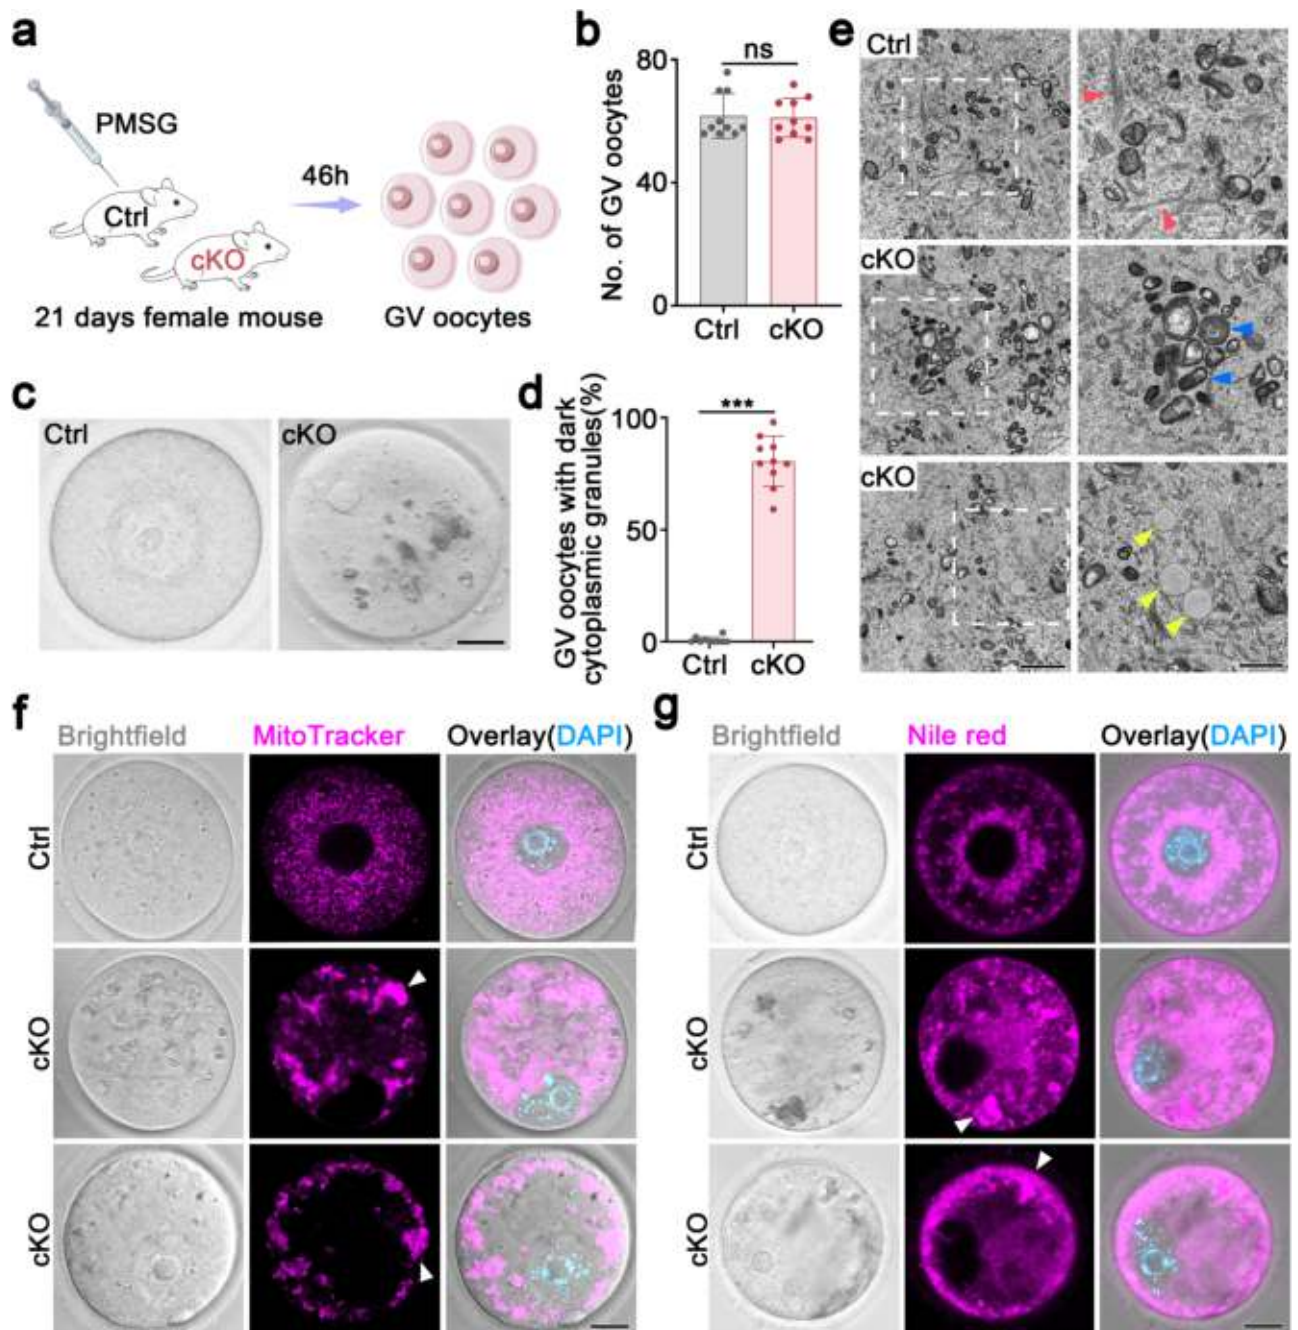 a
PMSG
Ctrl
cKO
46h
21 days female mouse
GV oocytes
b
No. of GV oocytes
80
40
0
ns
Ctrl
cKO
c
Ctrl
cKO
d
GV oocytes with dark
cytoplasmic granules(%)
100
50
0
***
Ctrl
cKO
e
Ctrl
cKO
cKO
f
Brightfield
MitoTracker
Overlay(DAPI)
Ctrl
cKO
cKO
g
Brightfield
Nile red
Overlay(DAPI)
Ctrl
cKO
cKO